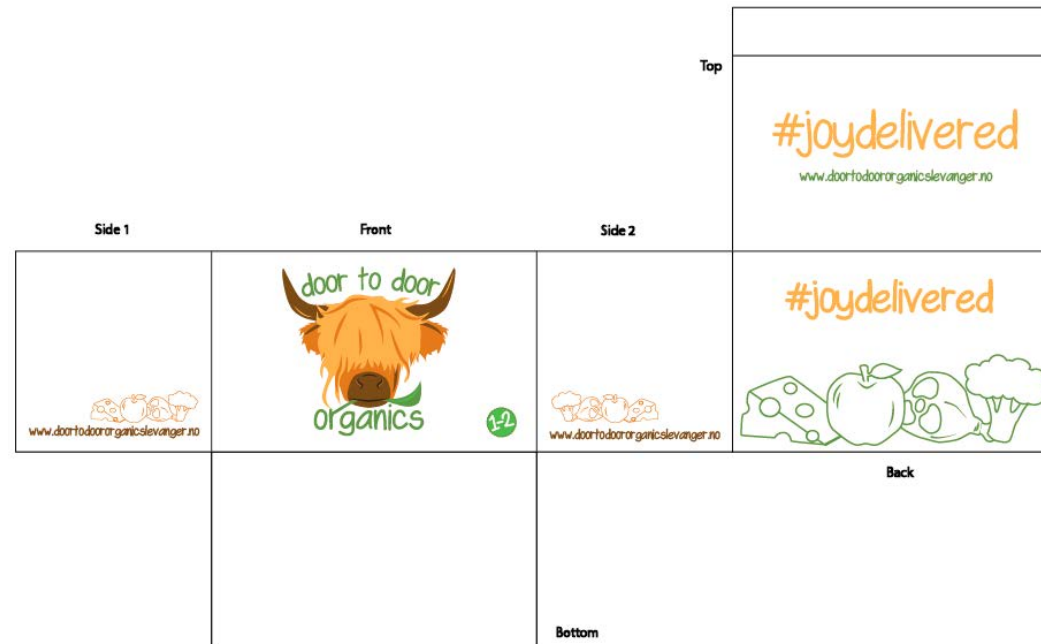 Top
#joydelivered
www.doortodoororganicslevanger.no
Side 1
Front
Side 2
door to door
organics
1-2
www.doortodoororganicslevanger.no
www.doortodoororganicslevanger.no
#joydelivered
Back
Bottom